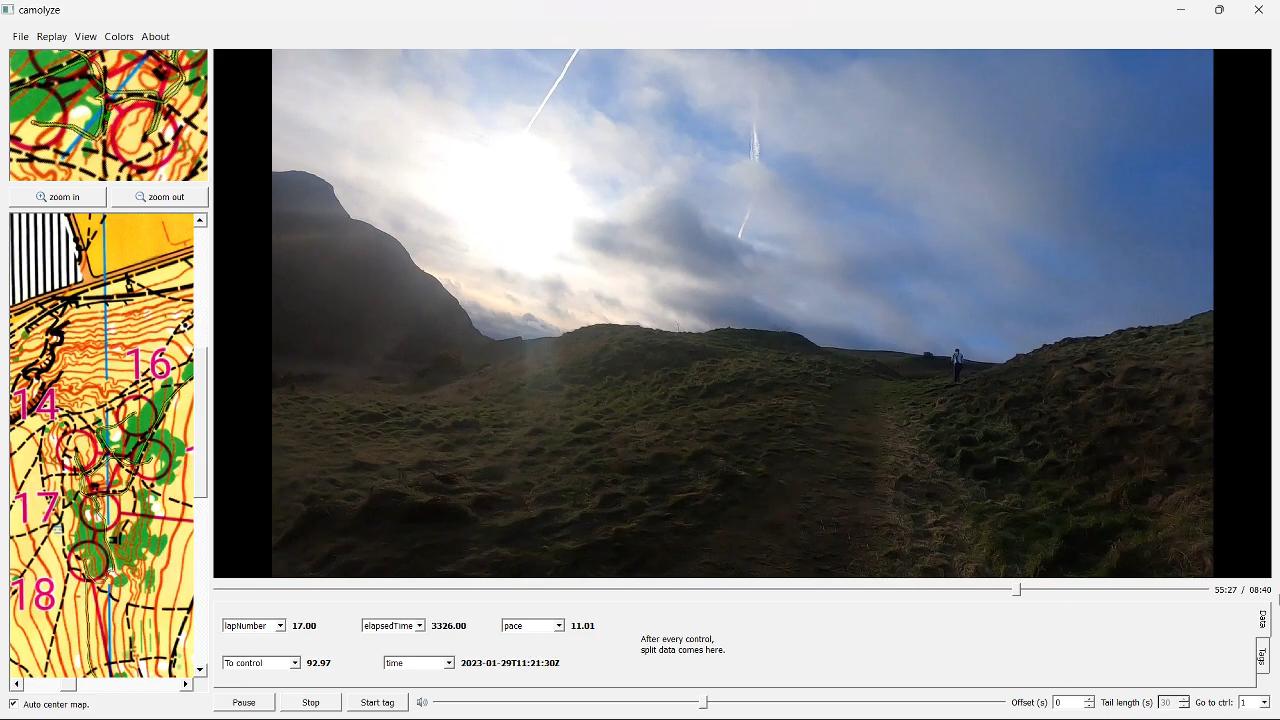 camolyze
File Replay View Colors About
zoom in zoom out
16
14
17
18
55:27 / 08:40
lapNumber 17.00 elapsedTime 3326.00 pace 11.01
After every control,
split data comes here.
To control 92.97 time 2023-01-29T11:21:30Z
Data
Tags
Auto center map.
Pause Stop Start tag Offset (s) 0 Tail length (s) 30 Go to ctrl: 1